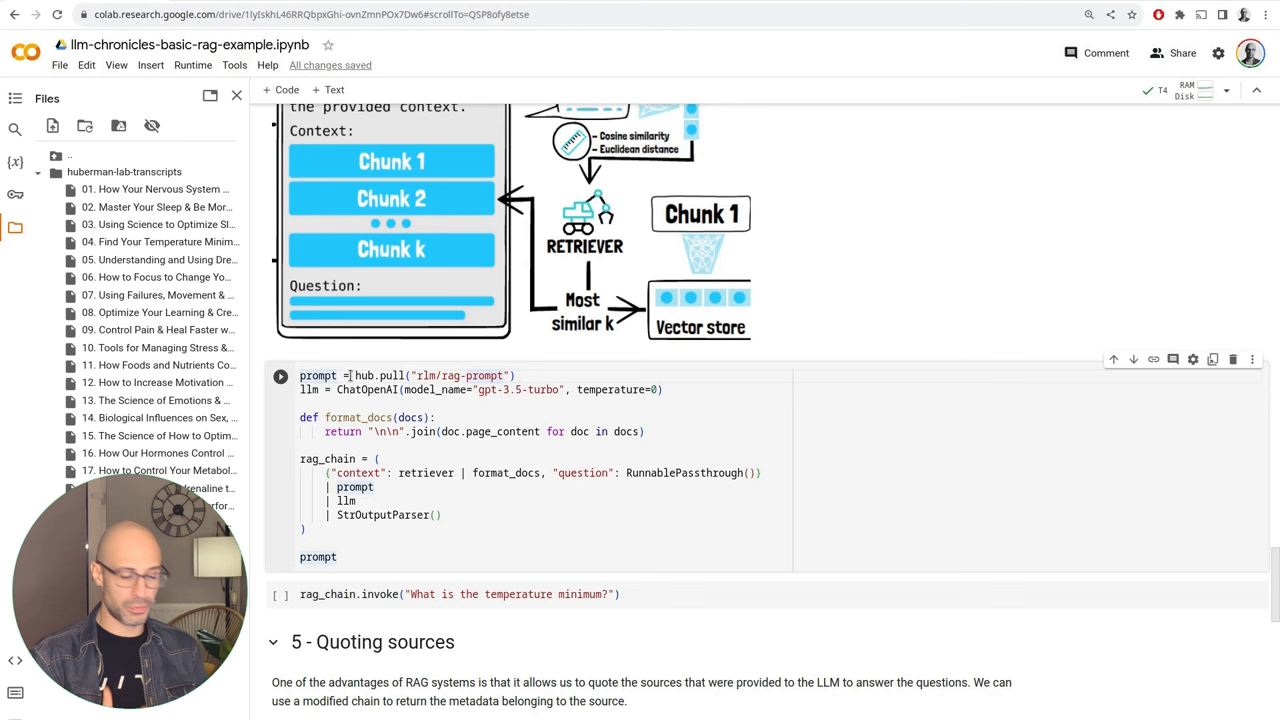 colab.research.google.com/drive/1lyIskhL46RRQbpxGhi-ovnZmnPOx7Dw6#scrollTo=QSP8ofy8etse
llm-chronicles-basic-rag-example.ipynb
File Edit View Insert Runtime Tools Help All changes saved
Comment
Share
+ Code + Text
T4
RAM
Disk
Files
..
huberman-lab-transcripts
01. How Your Nervous System ...
02. Master Your Sleep & Be Mor...
03. Using Science to Optimize Sl...
04. Find Your Temperature Minim...
05. Understanding and Using Dre...
06. How to Focus to Change Yo...
07. Using Failures, Movement & ...
08. Optimize Your Learning & Cre...
09. Control Pain & Heal Faster w...
10. Tools for Managing Stress &...
11. How Foods and Nutrients Co...
12. How to Increase Motivation ...
13. The Science of Emotions & ...
14. Biological Influences on Sex, ...
15. The Science of How to Optim...
16. How Our Hormones Control ...
17. How to Control Your Metabol...
drenaline t...
erfor...
the provided context.
Context:
Chunk 1
Chunk 2
Chunk k
Question:
- Cosine similarity
- Euclidean distance
RETRIEVER
Most
similar k
Chunk 1
Vector store
prompt = hub.pull("rlm/rag-prompt")
llm = ChatOpenAI(model_name="gpt-3.5-turbo", temperature=0)
def format_docs(docs):
return "\n\n".join(doc.page_content for doc in docs)
rag_chain = (
{"context": retriever | format_docs, "question": RunnablePassthrough()}
| prompt
| llm
| StrOutputParser()
)
prompt
[ ] rag_chain.invoke("What is the temperature minimum?")
5 - Quoting sources
One of the advantages of RAG systems is that it allows us to quote the sources that were provided to the LLM to answer the questions. We can
use a modified chain to return the metadata belonging to the source.